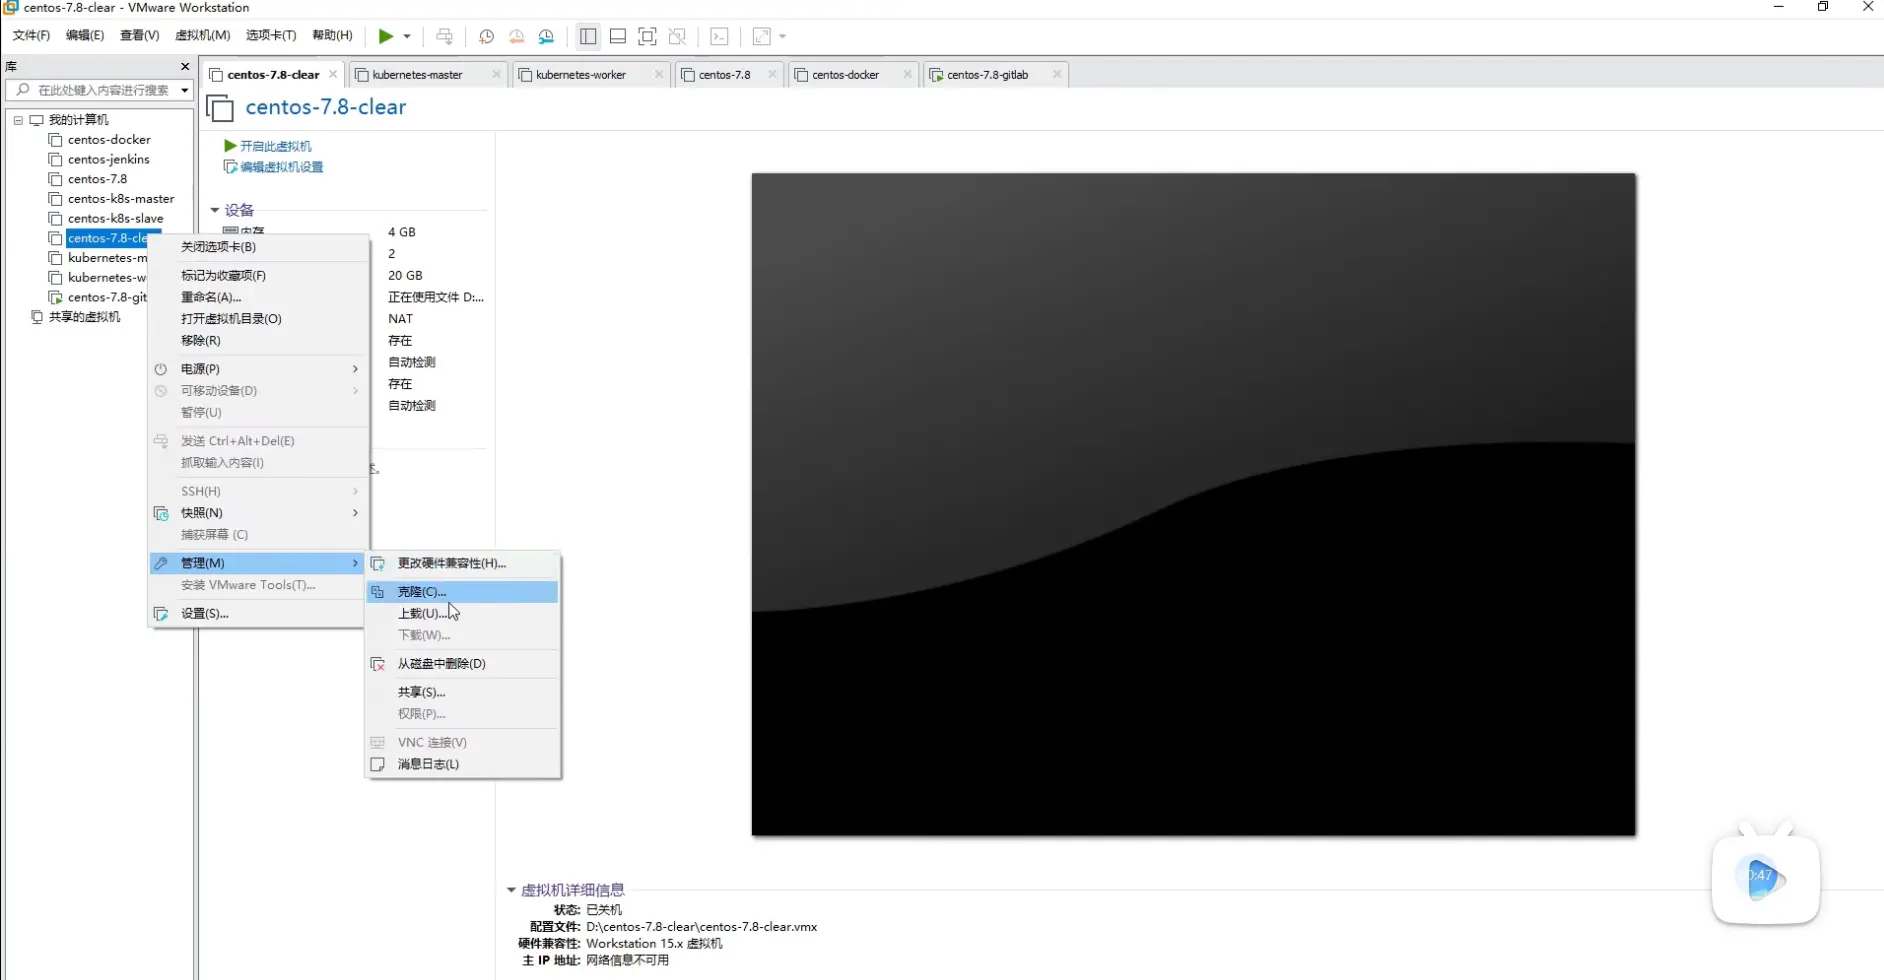 centos-7.8-clear - VMware Workstation
文件(F) 编辑(E) 查看(V) 虚拟机(M) 选项卡(T) 帮助(H)
库
在此处键入内容进行搜索
我的计算机
centos-docker
centos-jenkins
centos-7.8
centos-k8s-master
centos-k8s-slave
centos-7.8-cle
kubernetes-m
kubernetes-w
centos-7.8-git
共享的虚拟机
centos-7.8-clear kubernetes-master kubernetes-worker centos-7.8 centos-docker centos-7.8-gitlab
centos-7.8-clear
开启此虚拟机
编辑虚拟机设置
设备
内存 4 GB
2
20 GB
正在使用文件 D:...
NAT
存在
自动检测
存在
自动检测
关闭选项卡(B)
标记为收藏项(F)
重命名(A)...
打开虚拟机目录(O)
移除(R)
电源(P)
可移动设备(D)
暂停(U)
发送 Ctrl+Alt+Del(E)
抓取输入内容(I)
SSH(H)
快照(N)
捕获屏幕 (C)
管理(M)
安装 VMware Tools(T)...
设置(S)...
更改硬件兼容性(H)...
克隆(C)...
上载(U)...
下载(W)...
从磁盘中删除(D)
共享(S)...
权限(P)...
VNC 连接(V)
消息日志(L)
虚拟机详细信息
状态: 已关机
配置文件: D:\centos-7.8-clear\centos-7.8-clear.vmx
硬件兼容性: Workstation 15.x 虚拟机
主 IP 地址: 网络信息不可用